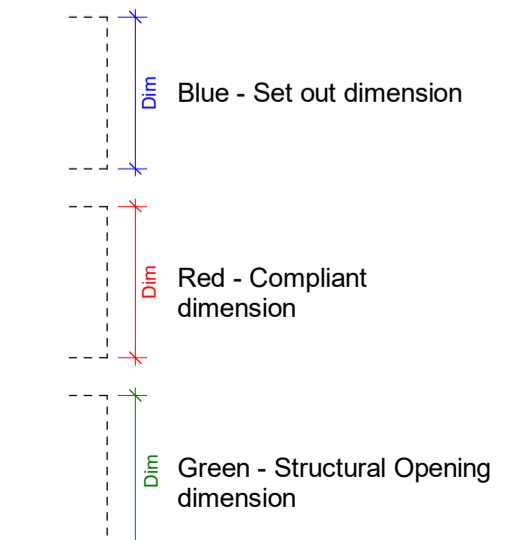 Dim
Blue - Set out dimension
Dim
Red - Compliant
dimension
Dim
Green - Structural Opening
dimension